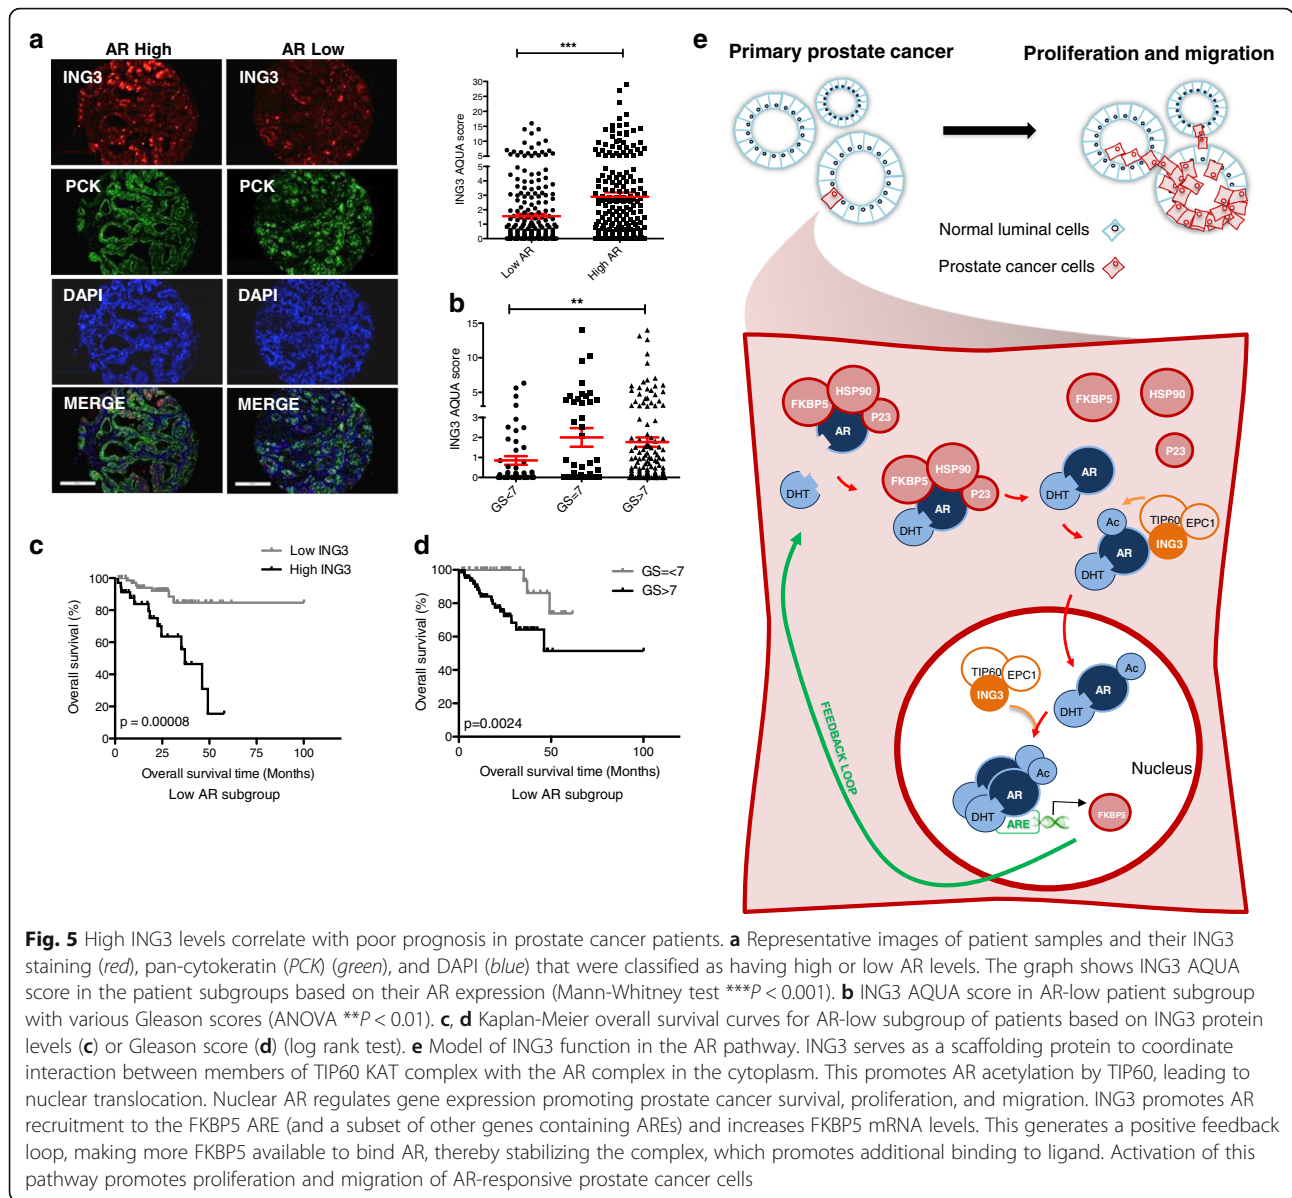 a
AR High
AR Low
ING3
ING3
PCK
PCK
DAPI
DAPI
MERGE
MERGE
***
ING3 AQUA score
30
25
20
15
10
5
5
4
3
2
1
0
Low AR
High AR
b
**
ING3 AQUA score
15
10
5
2
1
0
GS<7
GS=7
GS>7
c
Low ING3
High ING3
Overall survival (%)
100
80
60
40
20
p = 0.00008
0
25
50
75
100
Overall survival time (Months)
Low AR subgroup
d
GS=<7
GS>7
Overall survival (%)
100
80
60
40
20
0
p=0.0024
0
50
100
Overall survival time (Months)
Low AR subgroup
e
Primary prostate cancer
Proliferation and migration
Normal luminal cells
Prostate cancer cells
FKBP5
HSP90
P23
AR
DHT
FKBP5
HSP90
P23
AR
DHT
FKBP5
HSP90
P23
AR
DHT
Ac
TIP60
EPC1
ING3
AR
DHT
TIP60
EPC1
ING3
Ac
AR
DHT
FEEDBACK LOOP
Nucleus
Ac
AR
DHT
ARE
FKBP5
Fig. 5 High ING3 levels correlate with poor prognosis in prostate cancer patients. a Representative images of patient samples and their ING3
staining (red), pan-cytokeratin (PCK) (green), and DAPI (blue) that were classified as having high or low AR levels. The graph shows ING3 AQUA
score in the patient subgroups based on their AR expression (Mann-Whitney test ***P < 0.001). b ING3 AQUA score in AR-low patient subgroup
with various Gleason scores (ANOVA **P < 0.01). c, d Kaplan-Meier overall survival curves for AR-low subgroup of patients based on ING3 protein
levels (c) or Gleason score (d) (log rank test). e Model of ING3 function in the AR pathway. ING3 serves as a scaffolding protein to coordinate
interaction between members of TIP60 KAT complex with the AR complex in the cytoplasm. This promotes AR acetylation by TIP60, leading to
nuclear translocation. Nuclear AR regulates gene expression promoting prostate cancer survival, proliferation, and migration. ING3 promotes AR
recruitment to the FKBP5 ARE (and a subset of other genes containing AREs) and increases FKBP5 mRNA levels. This generates a positive feedback
loop, making more FKBP5 available to bind AR, thereby stabilizing the complex, which promotes additional binding to ligand. Activation of this
pathway promotes proliferation and migration of AR-responsive prostate cancer cells